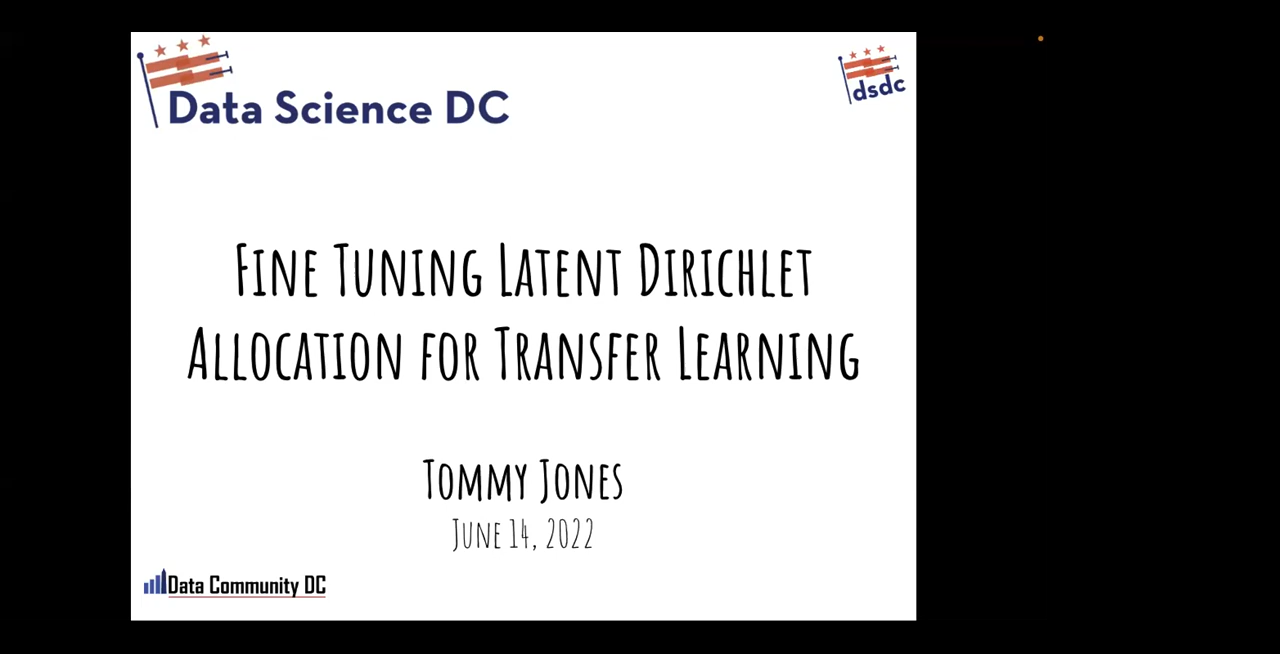 Data Science DC
dsdc
Fine Tuning Latent Dirichlet
Allocation for Transfer Learning
Tommy Jones
June 14, 2022
Data Community DC